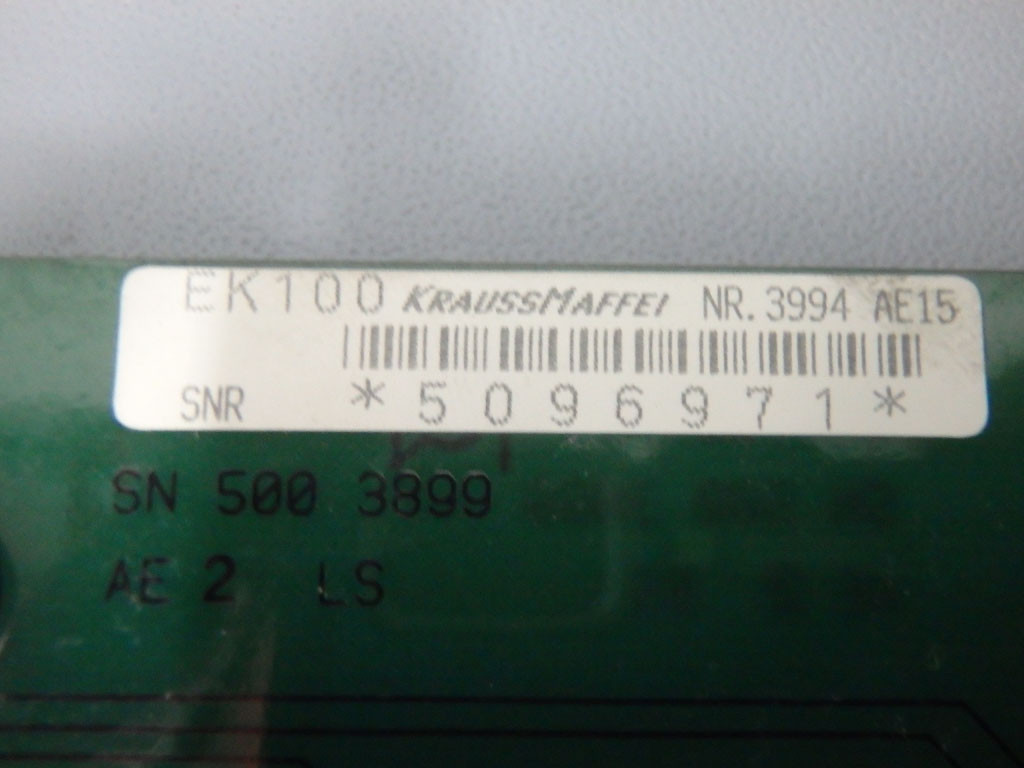 EK100 KRAUSSMAFFEI NR.3994 AE15
SNR *5096971*
SN 500 3899
AE 2 LS